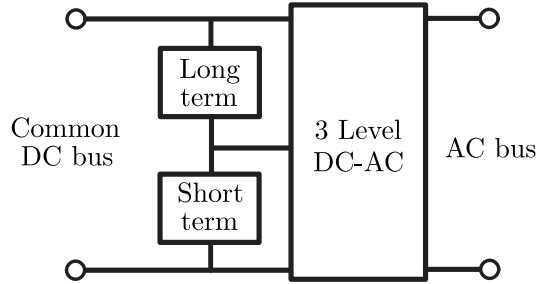 Long
term
Common
DC bus
3 Level
DC-AC
AC bus
Short
term